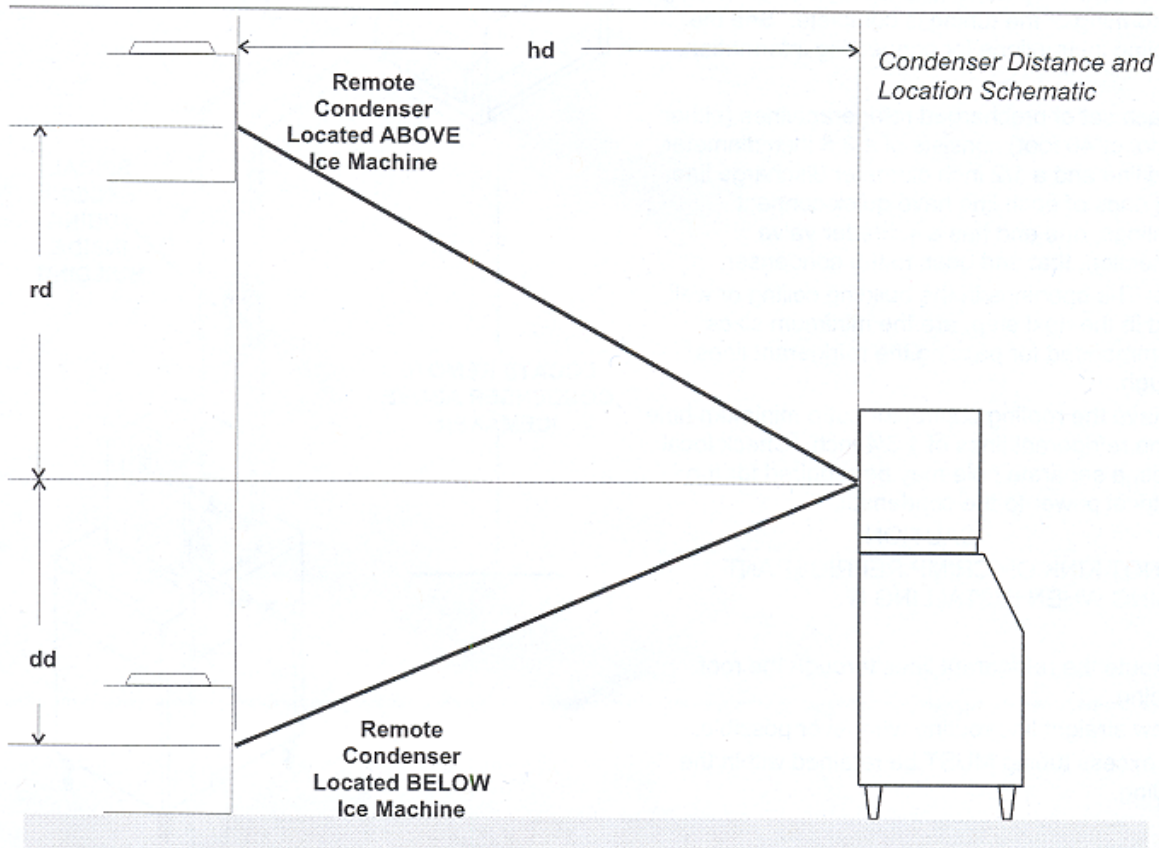 hd
Condenser Distance and
Location Schematic
Remote
Condenser
Located ABOVE
Ice Machine
rd
dd
Remote
Condenser
Located BELOW
Ice Machine